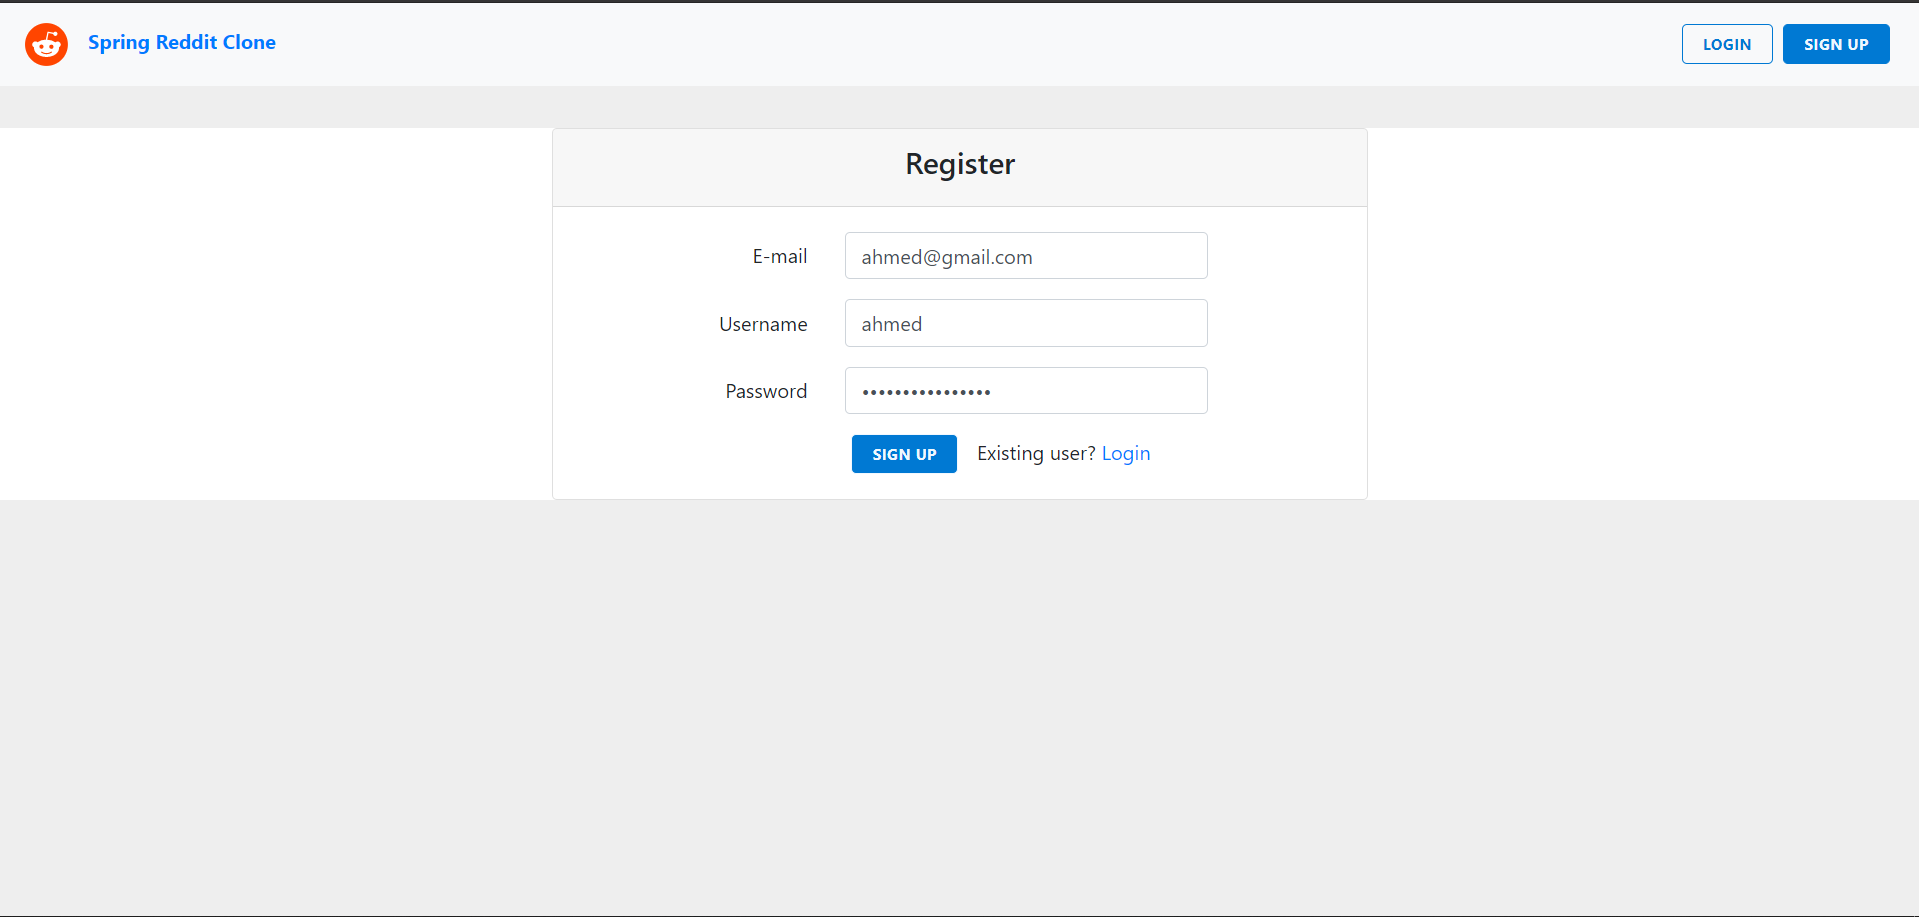 Spring Reddit Clone
LOGIN
SIGN UP
Register
E-mail
ahmed@gmail.com
Username
ahmed
Password
••••••••••••••••
SIGN UP
Existing user? Login